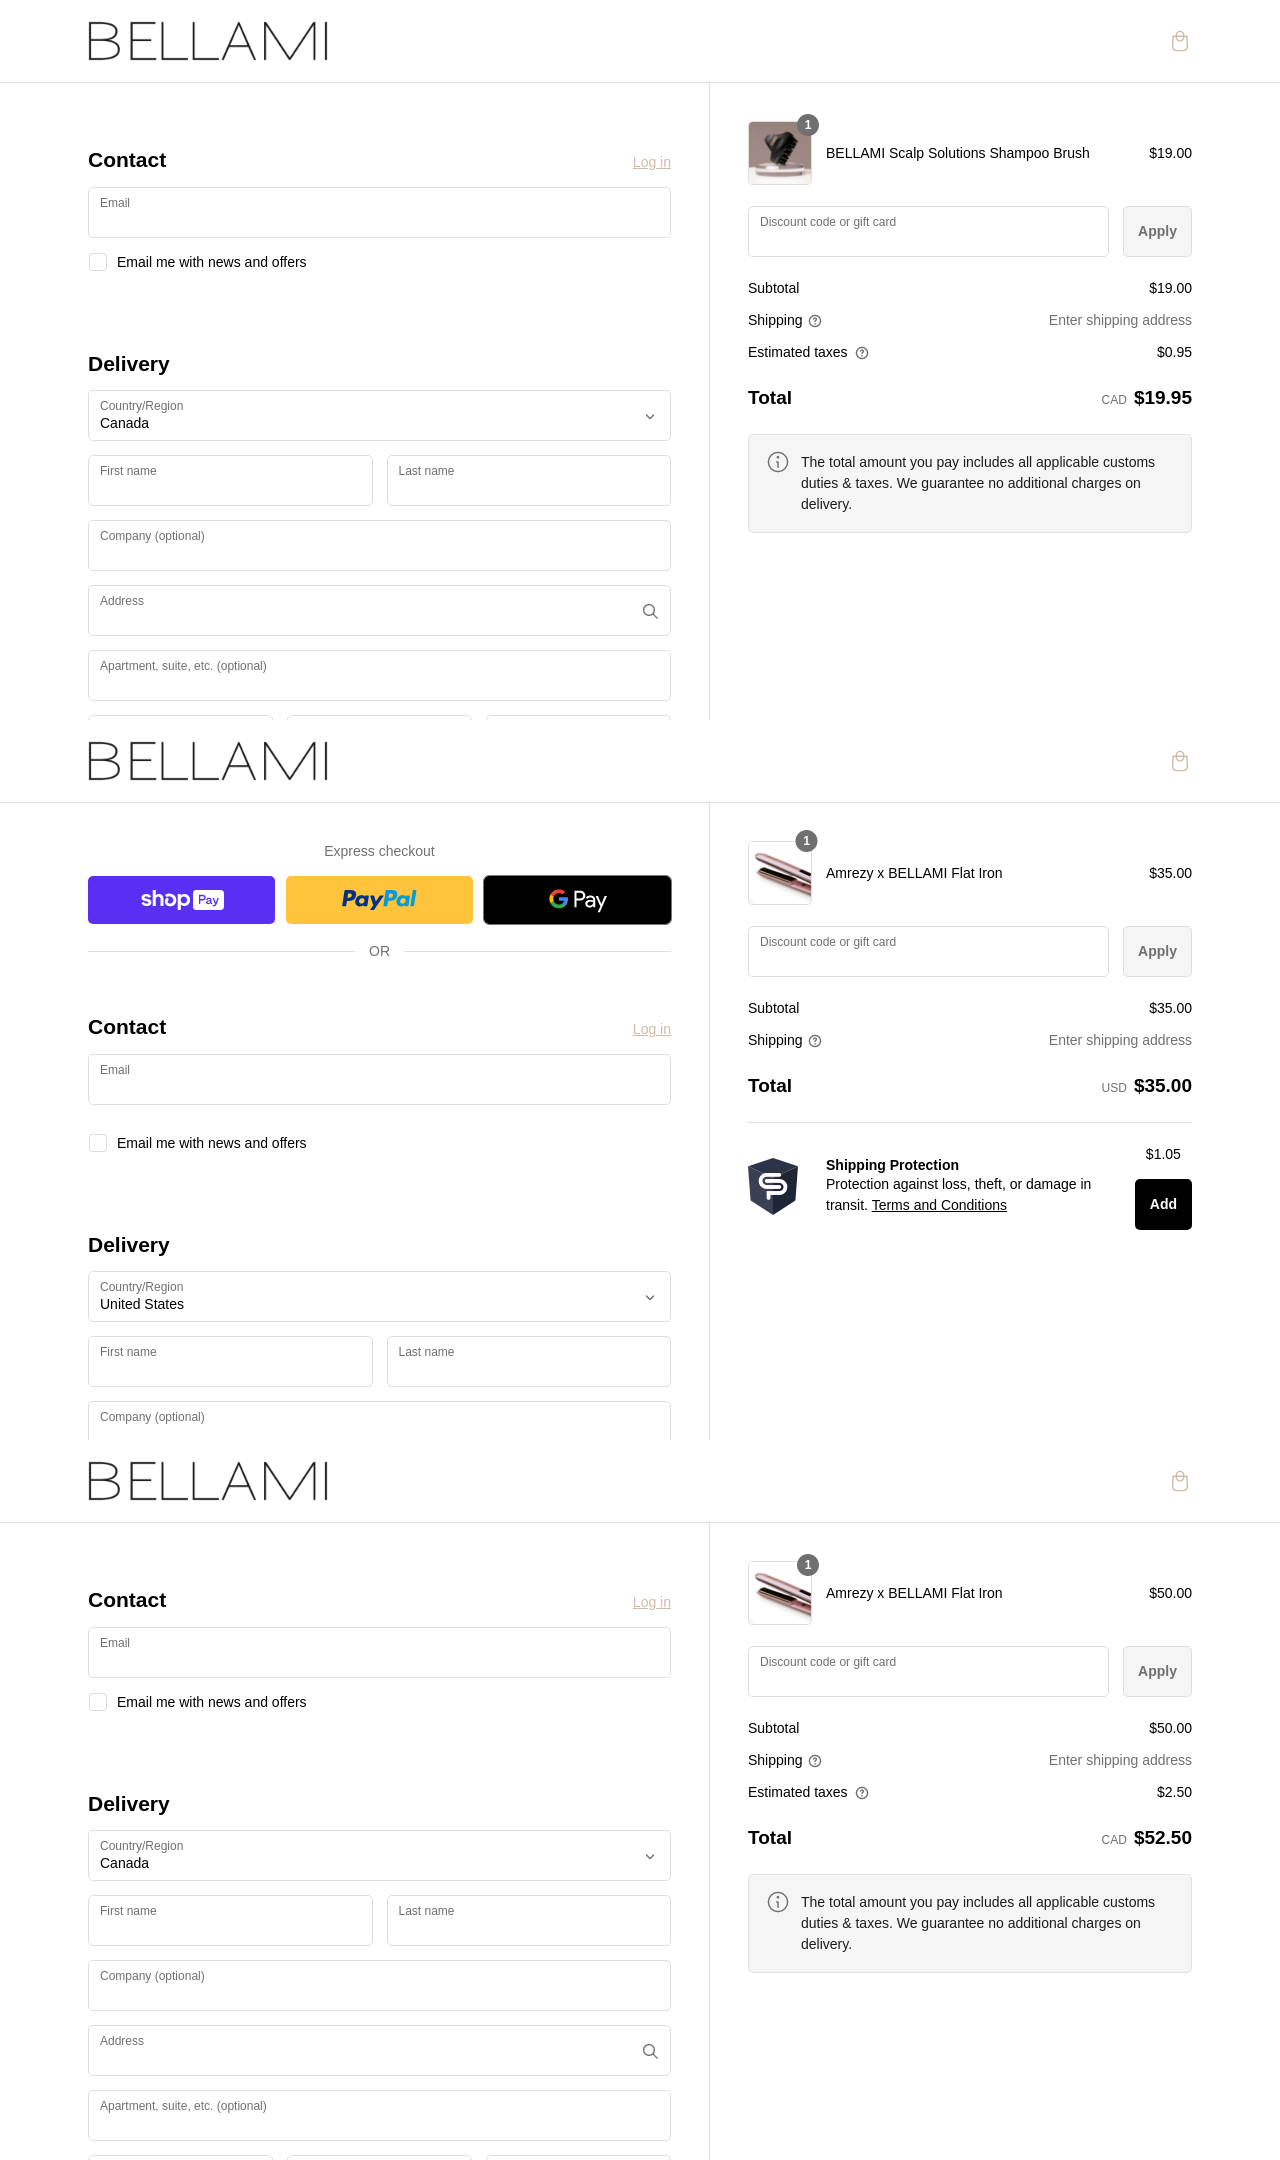 BELLAMI
Contact
Log in
Email
Email me with news and offers
Delivery
Country/Region
Canada
First name
Last name
Company (optional)
Address
Apartment, suite, etc. (optional)
1
BELLAMI Scalp Solutions Shampoo Brush
$19.00
Discount code or gift card
Apply
Subtotal
$19.00
Shipping
Enter shipping address
Estimated taxes
$0.95
Total
CAD $19.95
The total amount you pay includes all applicable customs
duties & taxes. We guarantee no additional charges on
delivery.
BELLAMI
Express checkout
shop Pay
PayPal
G Pay
OR
Contact
Log in
Email
Email me with news and offers
Delivery
Country/Region
United States
First name
Last name
Company (optional)
1
Amrezy x BELLAMI Flat Iron
$35.00
Discount code or gift card
Apply
Subtotal
$35.00
Shipping
Enter shipping address
Total
USD $35.00
Shipping Protection
Protection against loss, theft, or damage in
transit. Terms and Conditions
$1.05
Add
BELLAMI
Contact
Log in
Email
Email me with news and offers
Delivery
Country/Region
Canada
First name
Last name
Company (optional)
Address
Apartment, suite, etc. (optional)
1
Amrezy x BELLAMI Flat Iron
$50.00
Discount code or gift card
Apply
Subtotal
$50.00
Shipping
Enter shipping address
Estimated taxes
$2.50
Total
CAD $52.50
The total amount you pay includes all applicable customs
duties & taxes. We guarantee no additional charges on
delivery.